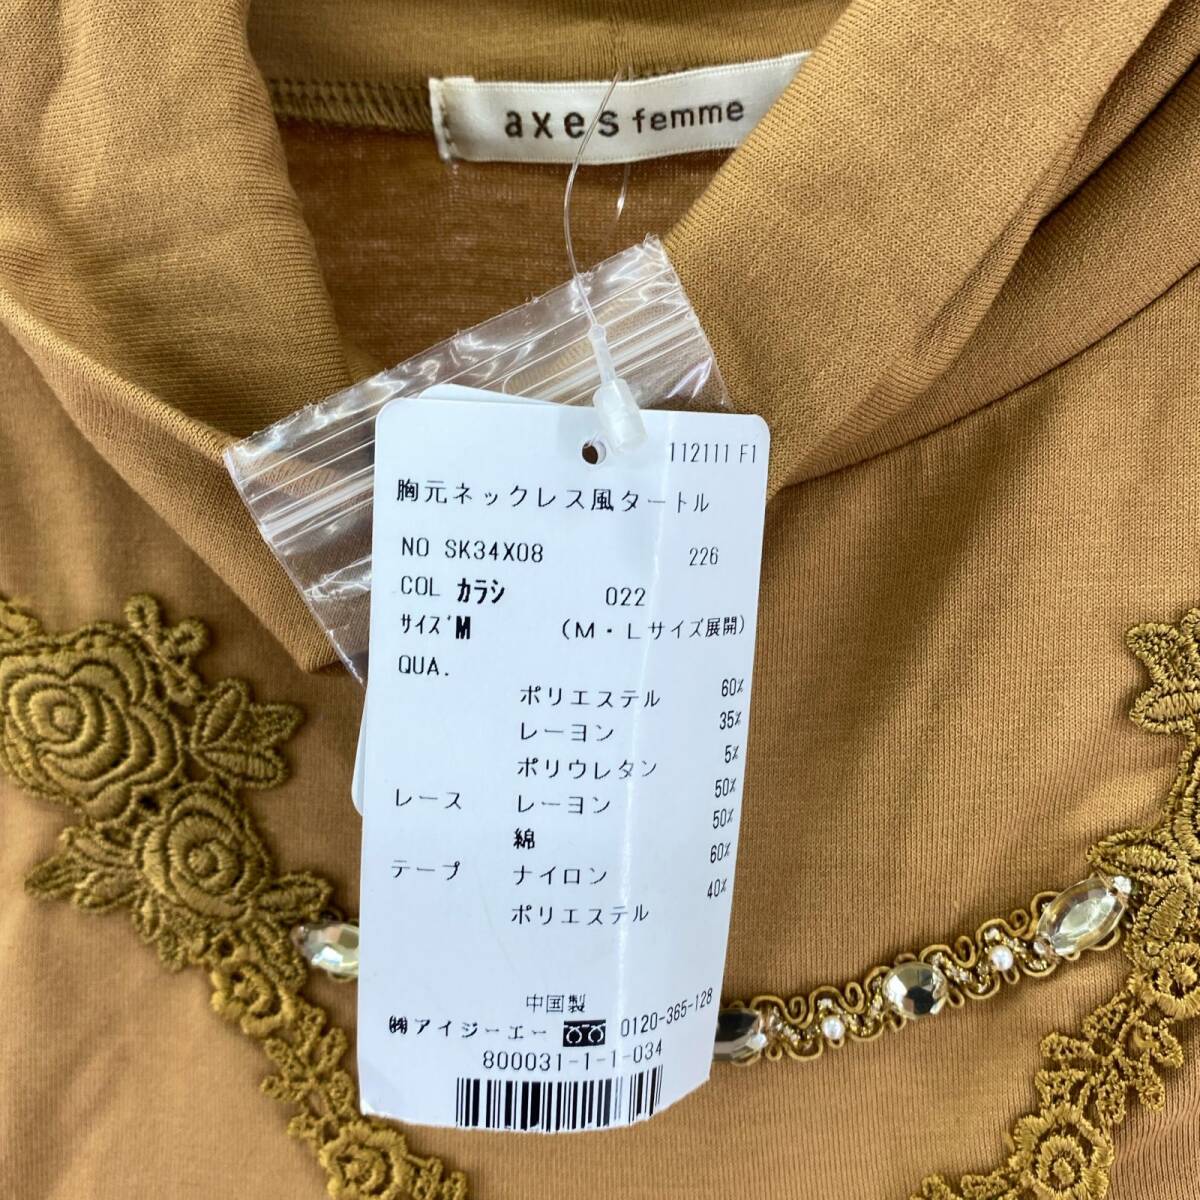 axes femme
112111 F1
胸元ネックレス風タートル
NO SK34X08 226
COL カラシ 022
サイズ M (M・Lサイズ展開)
QUA.
ポリエステル 60%
レーヨン 35%
ポリウレタン 5%
レース レーヨン 50%
綿 50%
テープ ナイロン 60%
ポリエステル 40%
中国製
㈱アイジーエー 0120-365-128
800031-1-1-034